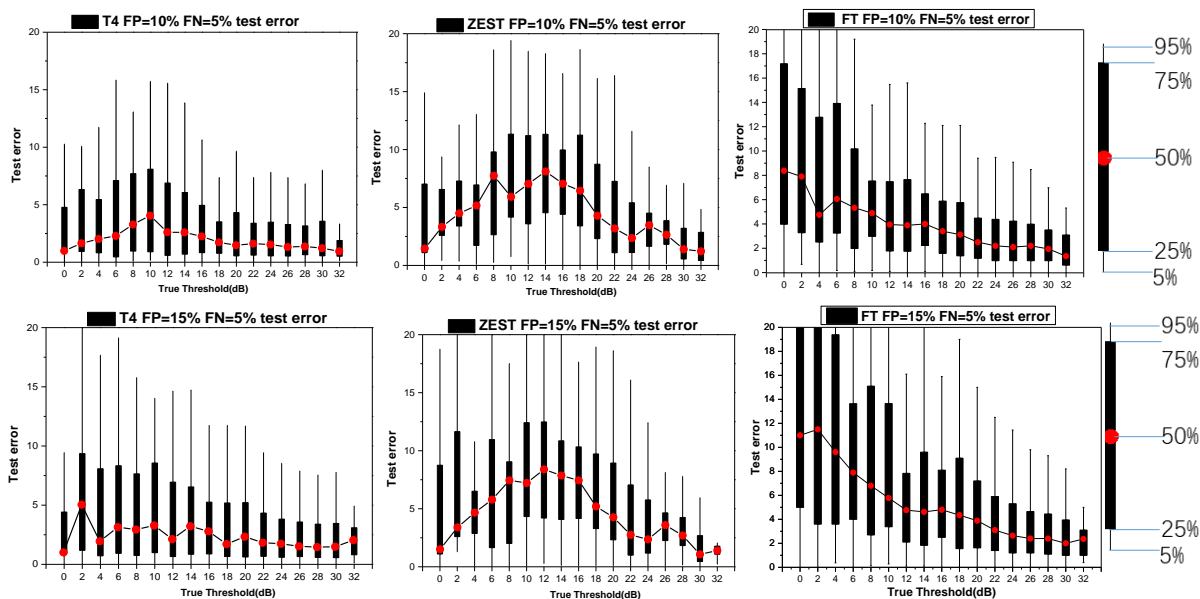 T4 FP=10% FN=5% test error
20
15
10
5
0
Test error
0 2 4 6 8 10 12 14 16 18 20 22 24 26 28 30 32
True Threshold(dB)
ZEST FP=10% FN=5% test error
20
15
10
5
0
Test error
0 2 4 6 8 10 12 14 16 18 20 22 24 26 28 30 32
True Threshold(dB)
FT FP=10% FN=5% test error
20
18
16
14
12
10
8
6
4
2
0
Test error
0 2 4 6 8 10 12 14 16 18 20 22 24 26 28 30 32
True Threshold(dB)
95%
75%
50%
25%
5%
T4 FP=15% FN=5% test error
20
15
10
5
0
Test error
0 2 4 6 8 10 12 14 16 18 20 22 24 26 28 30 32
True Threshold(dB)
ZEST FP=15% FN=5% test error
20
15
10
5
0
Test error
0 2 4 6 8 10 12 14 16 18 20 22 24 26 28 30 32
True Threshold(dB)
FT FP=15% FN=5% test error
20
18
16
14
12
10
8
6
4
2
0
Test error
0 2 4 6 8 10 12 14 16 18 20 22 24 26 28 30 32
True Threshold(dB)
95%
75%
50%
25%
5%